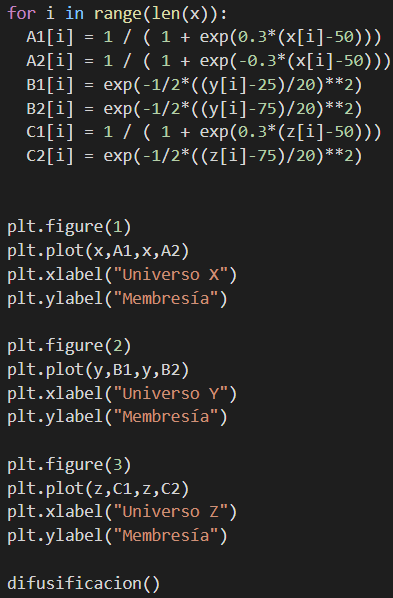 for i in range(len(x)):
  A1[i] = 1 / ( 1 + exp(0.3*(x[i]-50)))
  A2[i] = 1 / ( 1 + exp(-0.3*(x[i]-50)))
  B1[i] = exp(-1/2*((y[i]-25)/20)**2)
  B2[i] = exp(-1/2*((y[i]-75)/20)**2)
  C1[i] = 1 / ( 1 + exp(0.3*(z[i]-50)))
  C2[i] = exp(-1/2*((z[i]-75)/20)**2)

plt.figure(1)
plt.plot(x,A1,x,A2)
plt.xlabel("Universo X")
plt.ylabel("Membresía")

plt.figure(2)
plt.plot(y,B1,y,B2)
plt.xlabel("Universo Y")
plt.ylabel("Membresía")

plt.figure(3)
plt.plot(z,C1,z,C2)
plt.xlabel("Universo Z")
plt.ylabel("Membresía")

difusificacion()